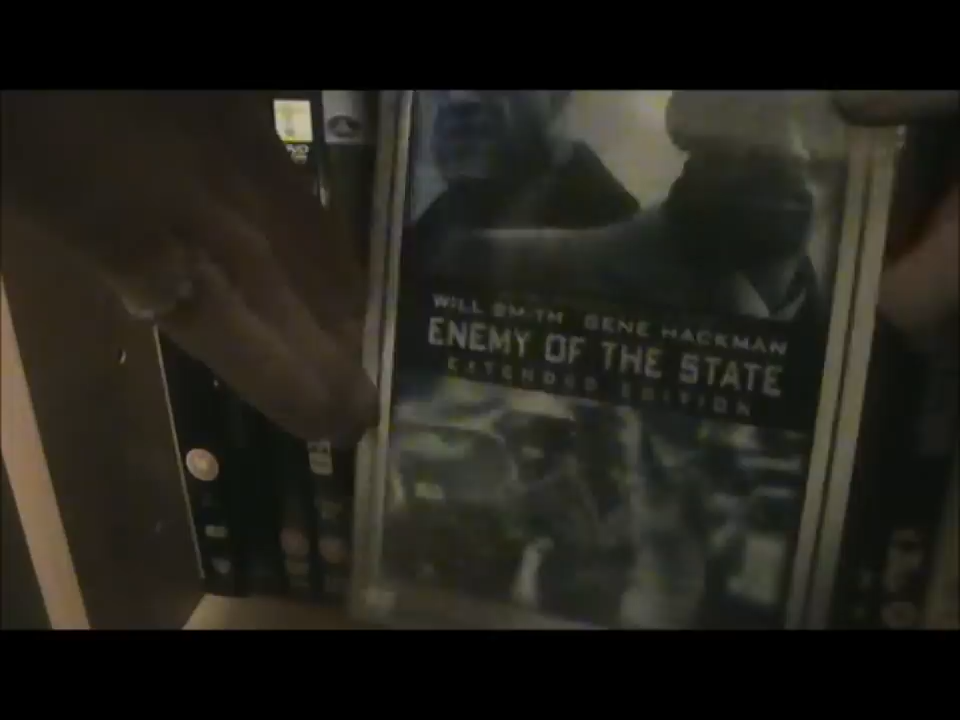 WILL SMITH GENE HACKMAN
ENEMY OF THE STATE
EXTENDED EDITION